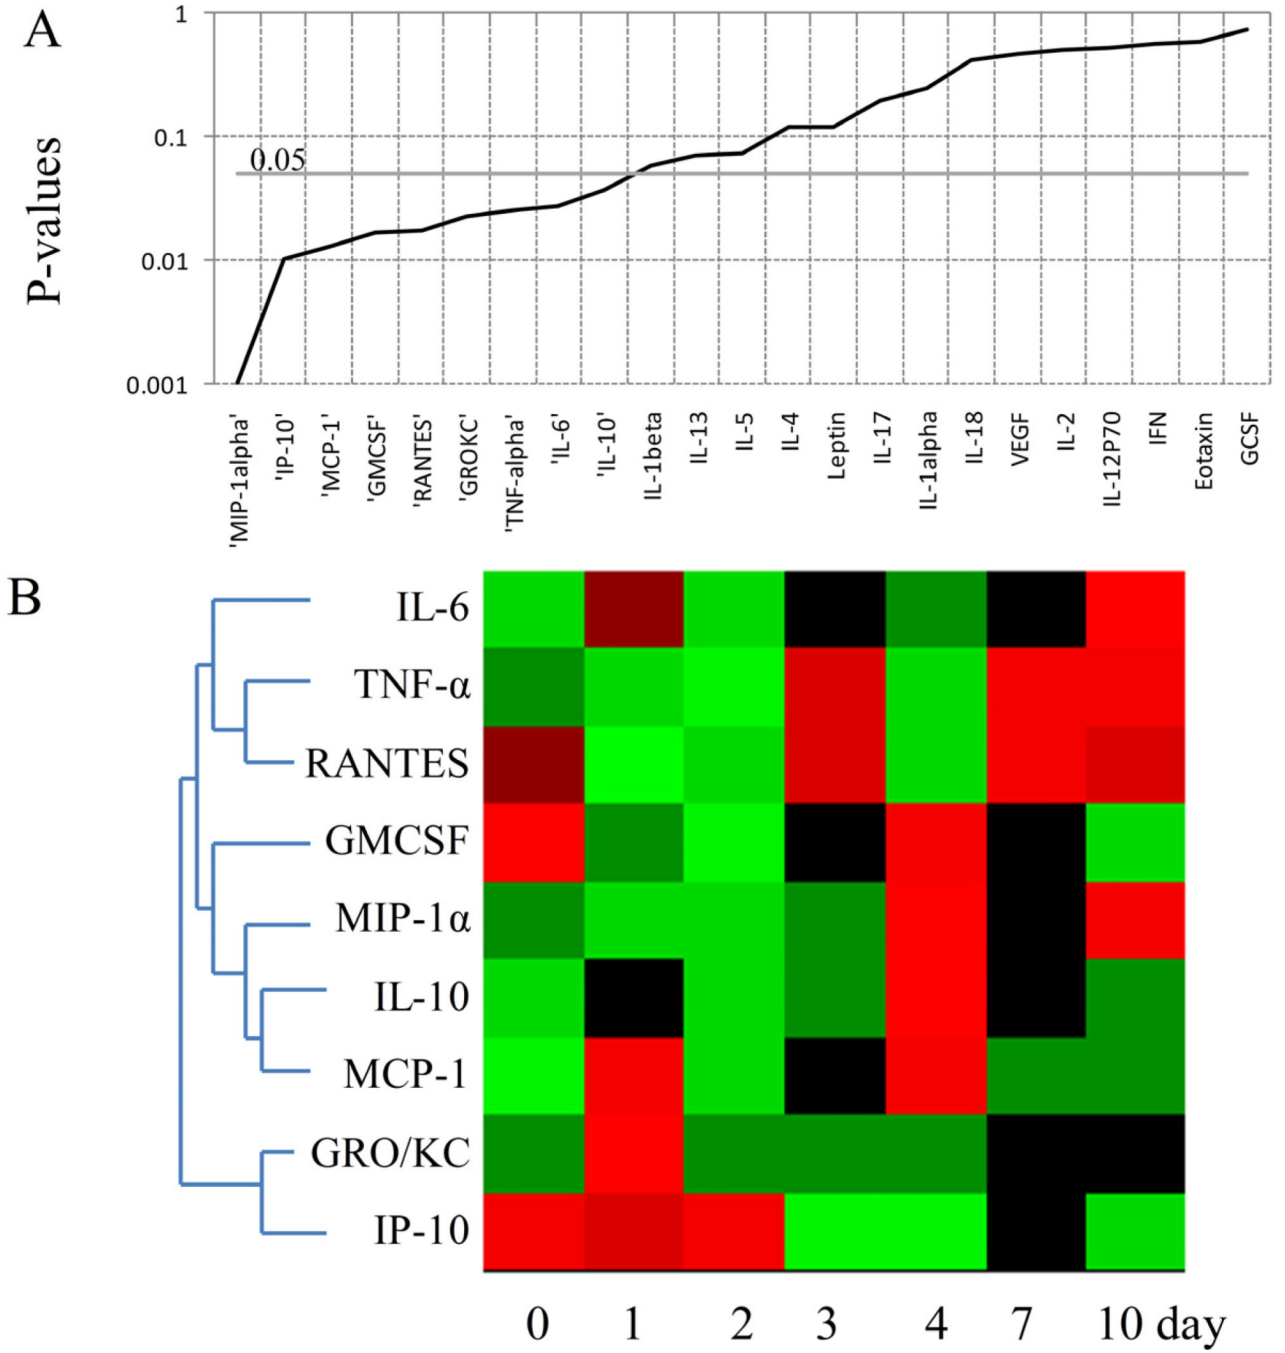 A
P-values
1
0.1
0.05
0.01
0.001
'MIP-1alpha'
'IP-10'
'MCP-1'
'GMCSF'
'RANTES'
'GROKC'
'TNF-alpha'
'IL-6'
'IL-10'
IL-1beta
IL-13
IL-5
IL-4
Leptin
IL-17
IL-1alpha
IL-18
VEGF
IL-2
IL-12P70
IFN
Eotaxin
GCSF
B
IL-6
TNF-α
RANTES
GMCSF
MIP-1α
IL-10
MCP-1
GRO/KC
IP-10
0 1 2 3 4 7 10 day